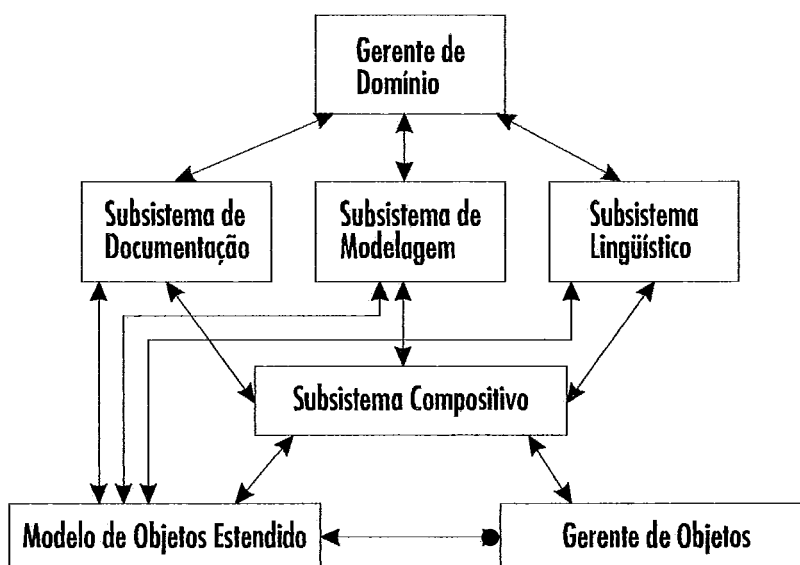 Gerente de
Domínio
Subsistema de
Documentação
Subsistema de
Modelagem
Subsistema
Lingüístico
Subsistema Compositivo
Modelo de Objetos Estendido
Gerente de Objetos